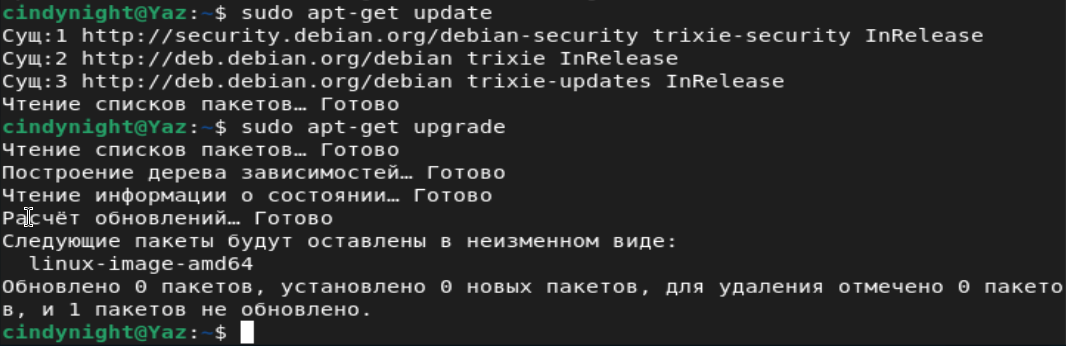 cindynight@Yaz:~$ sudo apt-get update
Сущ:1 http://security.debian.org/debian-security trixie-security InRelease
Сущ:2 http://deb.debian.org/debian trixie InRelease
Сущ:3 http://deb.debian.org/debian trixie-updates InRelease
Чтение списков пакетов… Готово
cindynight@Yaz:~$ sudo apt-get upgrade
Чтение списков пакетов… Готово
Построение дерева зависимостей… Готово
Чтение информации о состоянии… Готово
Расчёт обновлений… Готово
Следующие пакеты будут оставлены в неизменном виде:
  linux-image-amd64
Обновлено 0 пакетов, установлено 0 новых пакетов, для удаления отмечено 0 пакето
в, и 1 пакетов не обновлено.
cindynight@Yaz:~$